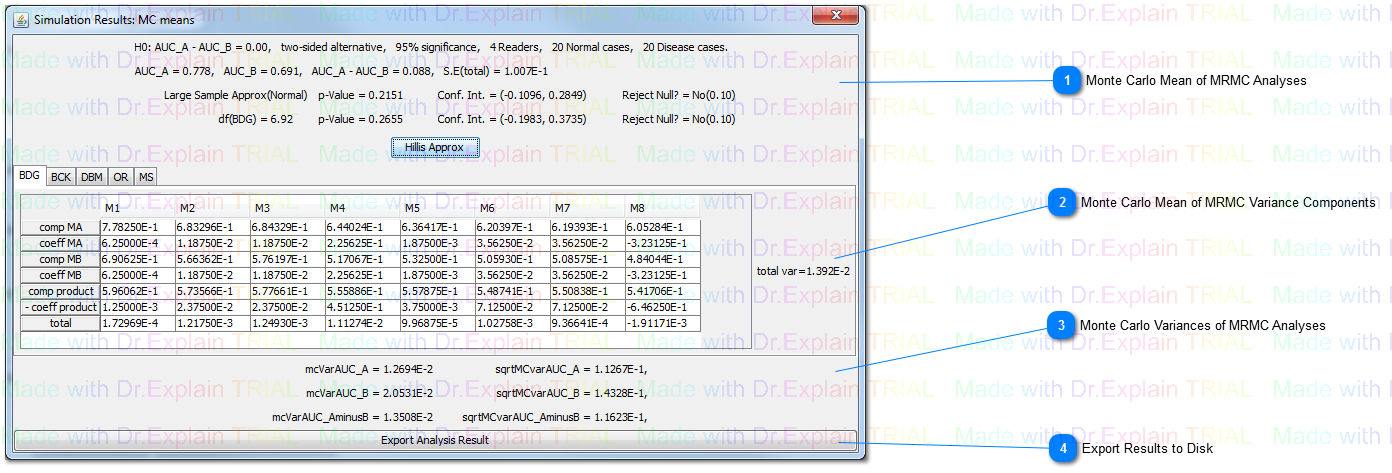 Simulation Results: MC means
H0: AUC_A - AUC_B = 0.00, two-sided alternative, 95% significance, 4 Readers, 20 Normal cases, 20 Disease cases.
AUC_A = 0.778, AUC_B = 0.691, AUC_A - AUC_B = 0.088, S.E(total) = 1.007E-1
Large Sample Approx(Normal) p-Value = 0.2151 Conf. Int. = (-0.1096, 0.2849) Reject Null? = No(0.10)
df(BDG) = 6.92 p-Value = 0.2655 Conf. Int. = (-0.1983, 0.3735) Reject Null? = No(0.10)
Hillis Approx
BDG BCK DBM OR MS
M1 M2 M3 M4 M5 M6 M7 M8
comp MA 7.78250E-1 6.83296E-1 6.84329E-1 6.44024E-1 6.36417E-1 6.20397E-1 6.19393E-1 6.05284E-1
coeff MA 6.25000E-4 1.18750E-2 1.18750E-2 2.25625E-1 1.87500E-3 3.56250E-2 3.56250E-2 -3.23125E-1
comp MB 6.90625E-1 5.66362E-1 5.76197E-1 5.17067E-1 5.32500E-1 5.05930E-1 5.08575E-1 4.84044E-1
coeff MB 6.25000E-4 1.18750E-2 1.18750E-2 2.25625E-1 1.87500E-3 3.56250E-2 3.56250E-2 -3.23125E-1
comp product 5.96062E-1 5.73566E-1 5.77661E-1 5.55886E-1 5.57875E-1 5.48741E-1 5.50838E-1 5.41706E-1
- coeff product 1.25000E-3 2.37500E-2 2.37500E-2 4.51250E-1 3.75000E-3 7.12500E-2 7.12500E-2 -6.46250E-1
total 1.72969E-4 1.21750E-3 1.24930E-3 1.11274E-2 9.96875E-5 1.02758E-3 9.36641E-4 -1.91171E-3
total var=1.392E-2
mcVarAUC_A = 1.2694E-2 sqrtMCvarAUC_A = 1.1267E-1,
mcVarAUC_B = 2.0531E-2 sqrtMCvarAUC_B = 1.4328E-1,
mcVarAUC_AminusB = 1.3508E-2 sqrtMCvarAUC_AminusB = 1.1623E-1,
Export Analysis Result
1 Monte Carlo Mean of MRMC Analyses
2 Monte Carlo Mean of MRMC Variance Components
3 Monte Carlo Variances of MRMC Analyses
4 Export Results to Disk
Made with Dr.Explain TRIAL